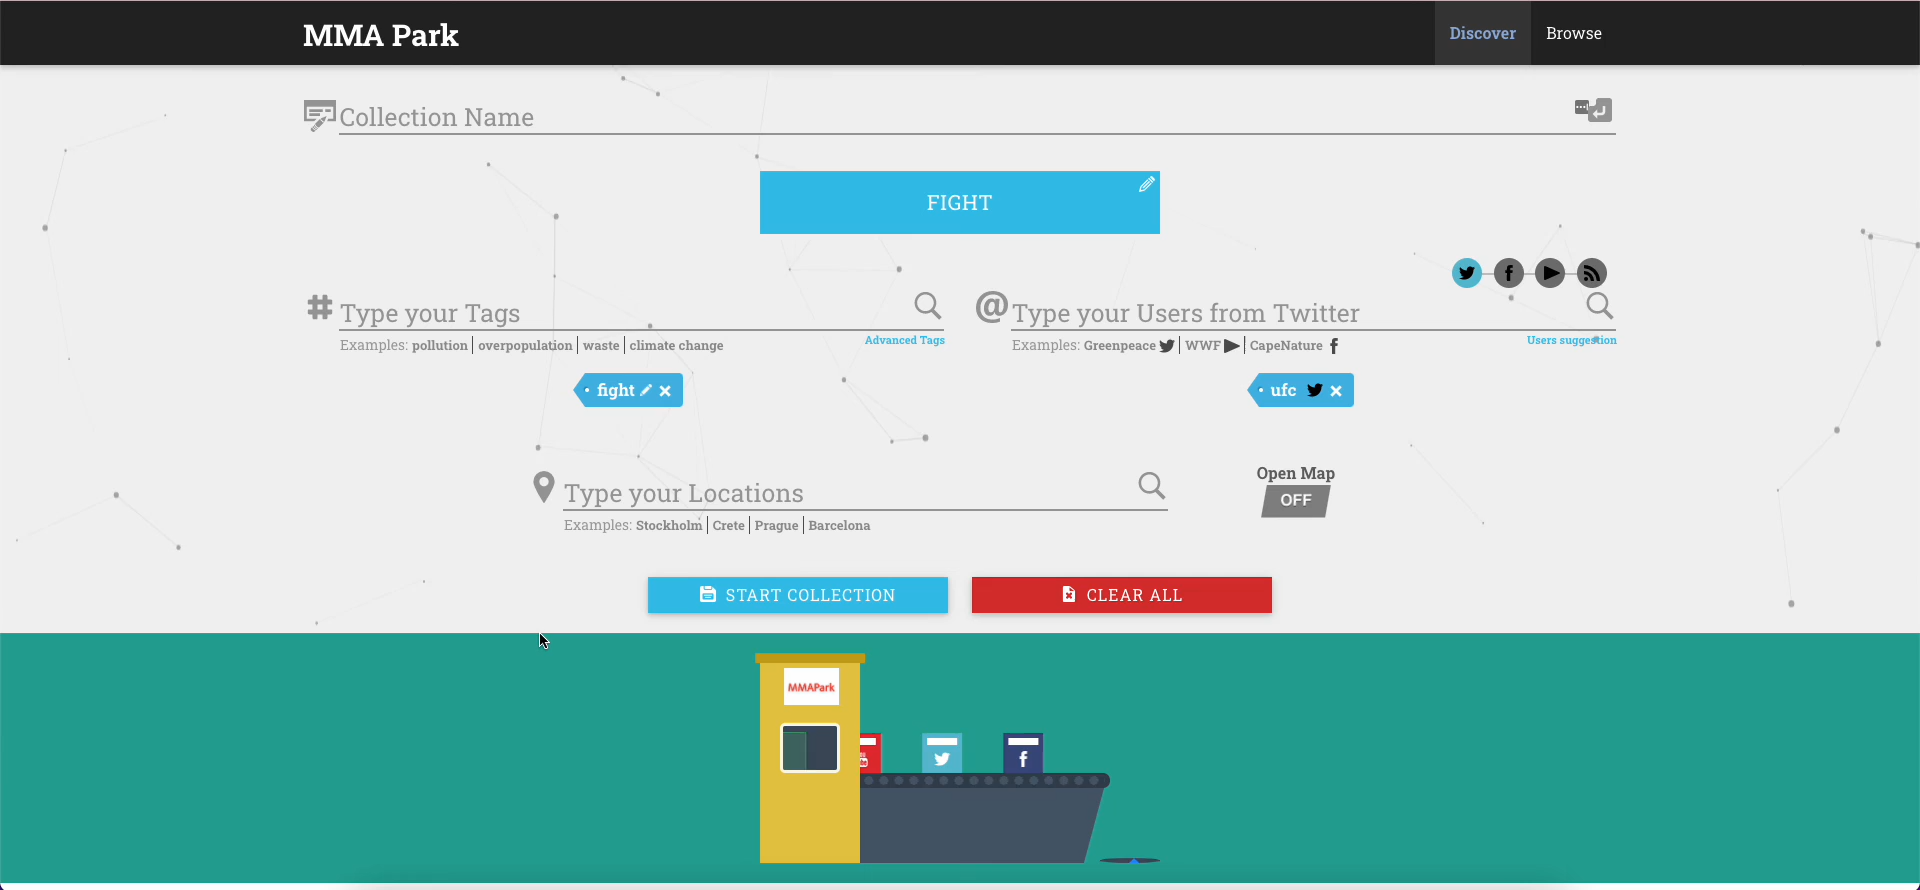 MMA Park
Discover Browse
Collection Name
FIGHT
Type your Tags
Type your Users from Twitter
Examples: pollution | overpopulation | waste | climate change
Advanced Tags
Examples: Greenpeace | WWF | CapeNature
Users suggestion
fight
ufc
Open Map
Type your Locations
OFF
Examples: Stockholm | Crete | Prague | Barcelona
START COLLECTION
CLEAR ALL
MMAPark